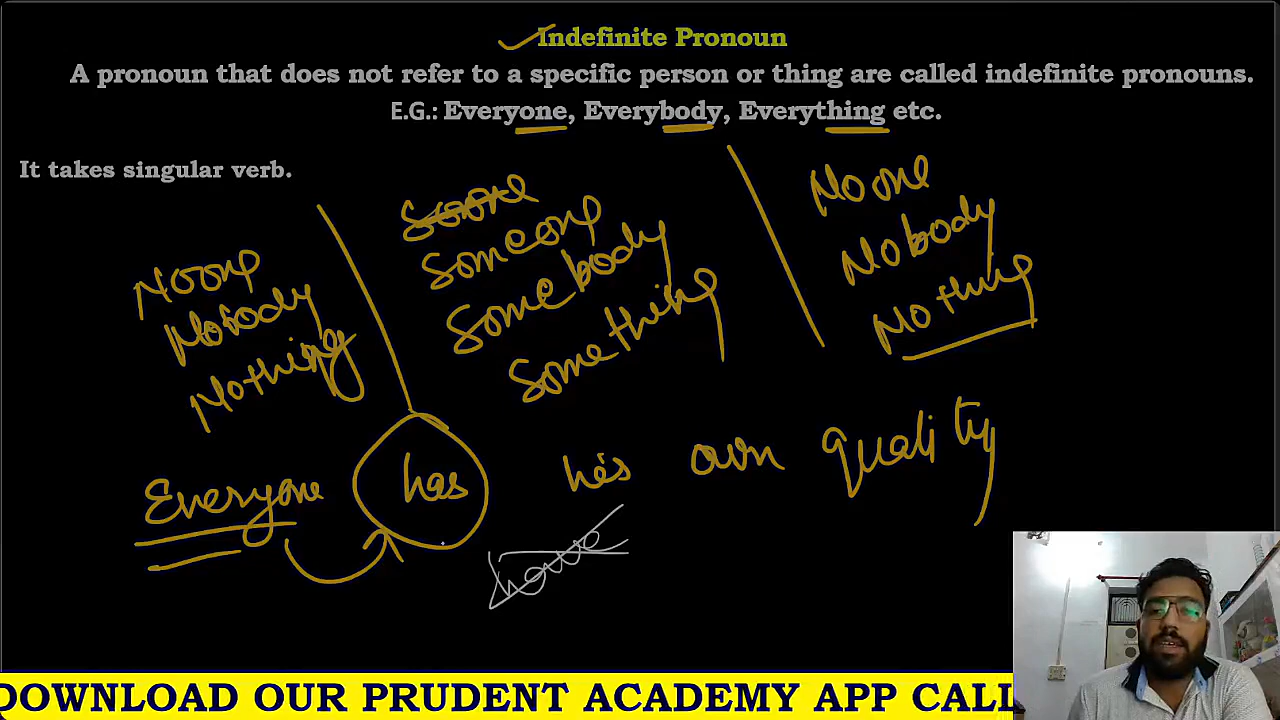 Indefinite Pronoun
A pronoun that does not refer to a specific person or thing are called indefinite pronouns.
E.G.: Everyone, Everybody, Everything etc.
It takes singular verb.
Noone
Nobody
Nothing
Soone
Someone
Somebody
Something
No one
Nobody
Nothing
Everyone has his own quality
have
DOWNLOAD OUR PRUDENT ACADEMY APP CALL